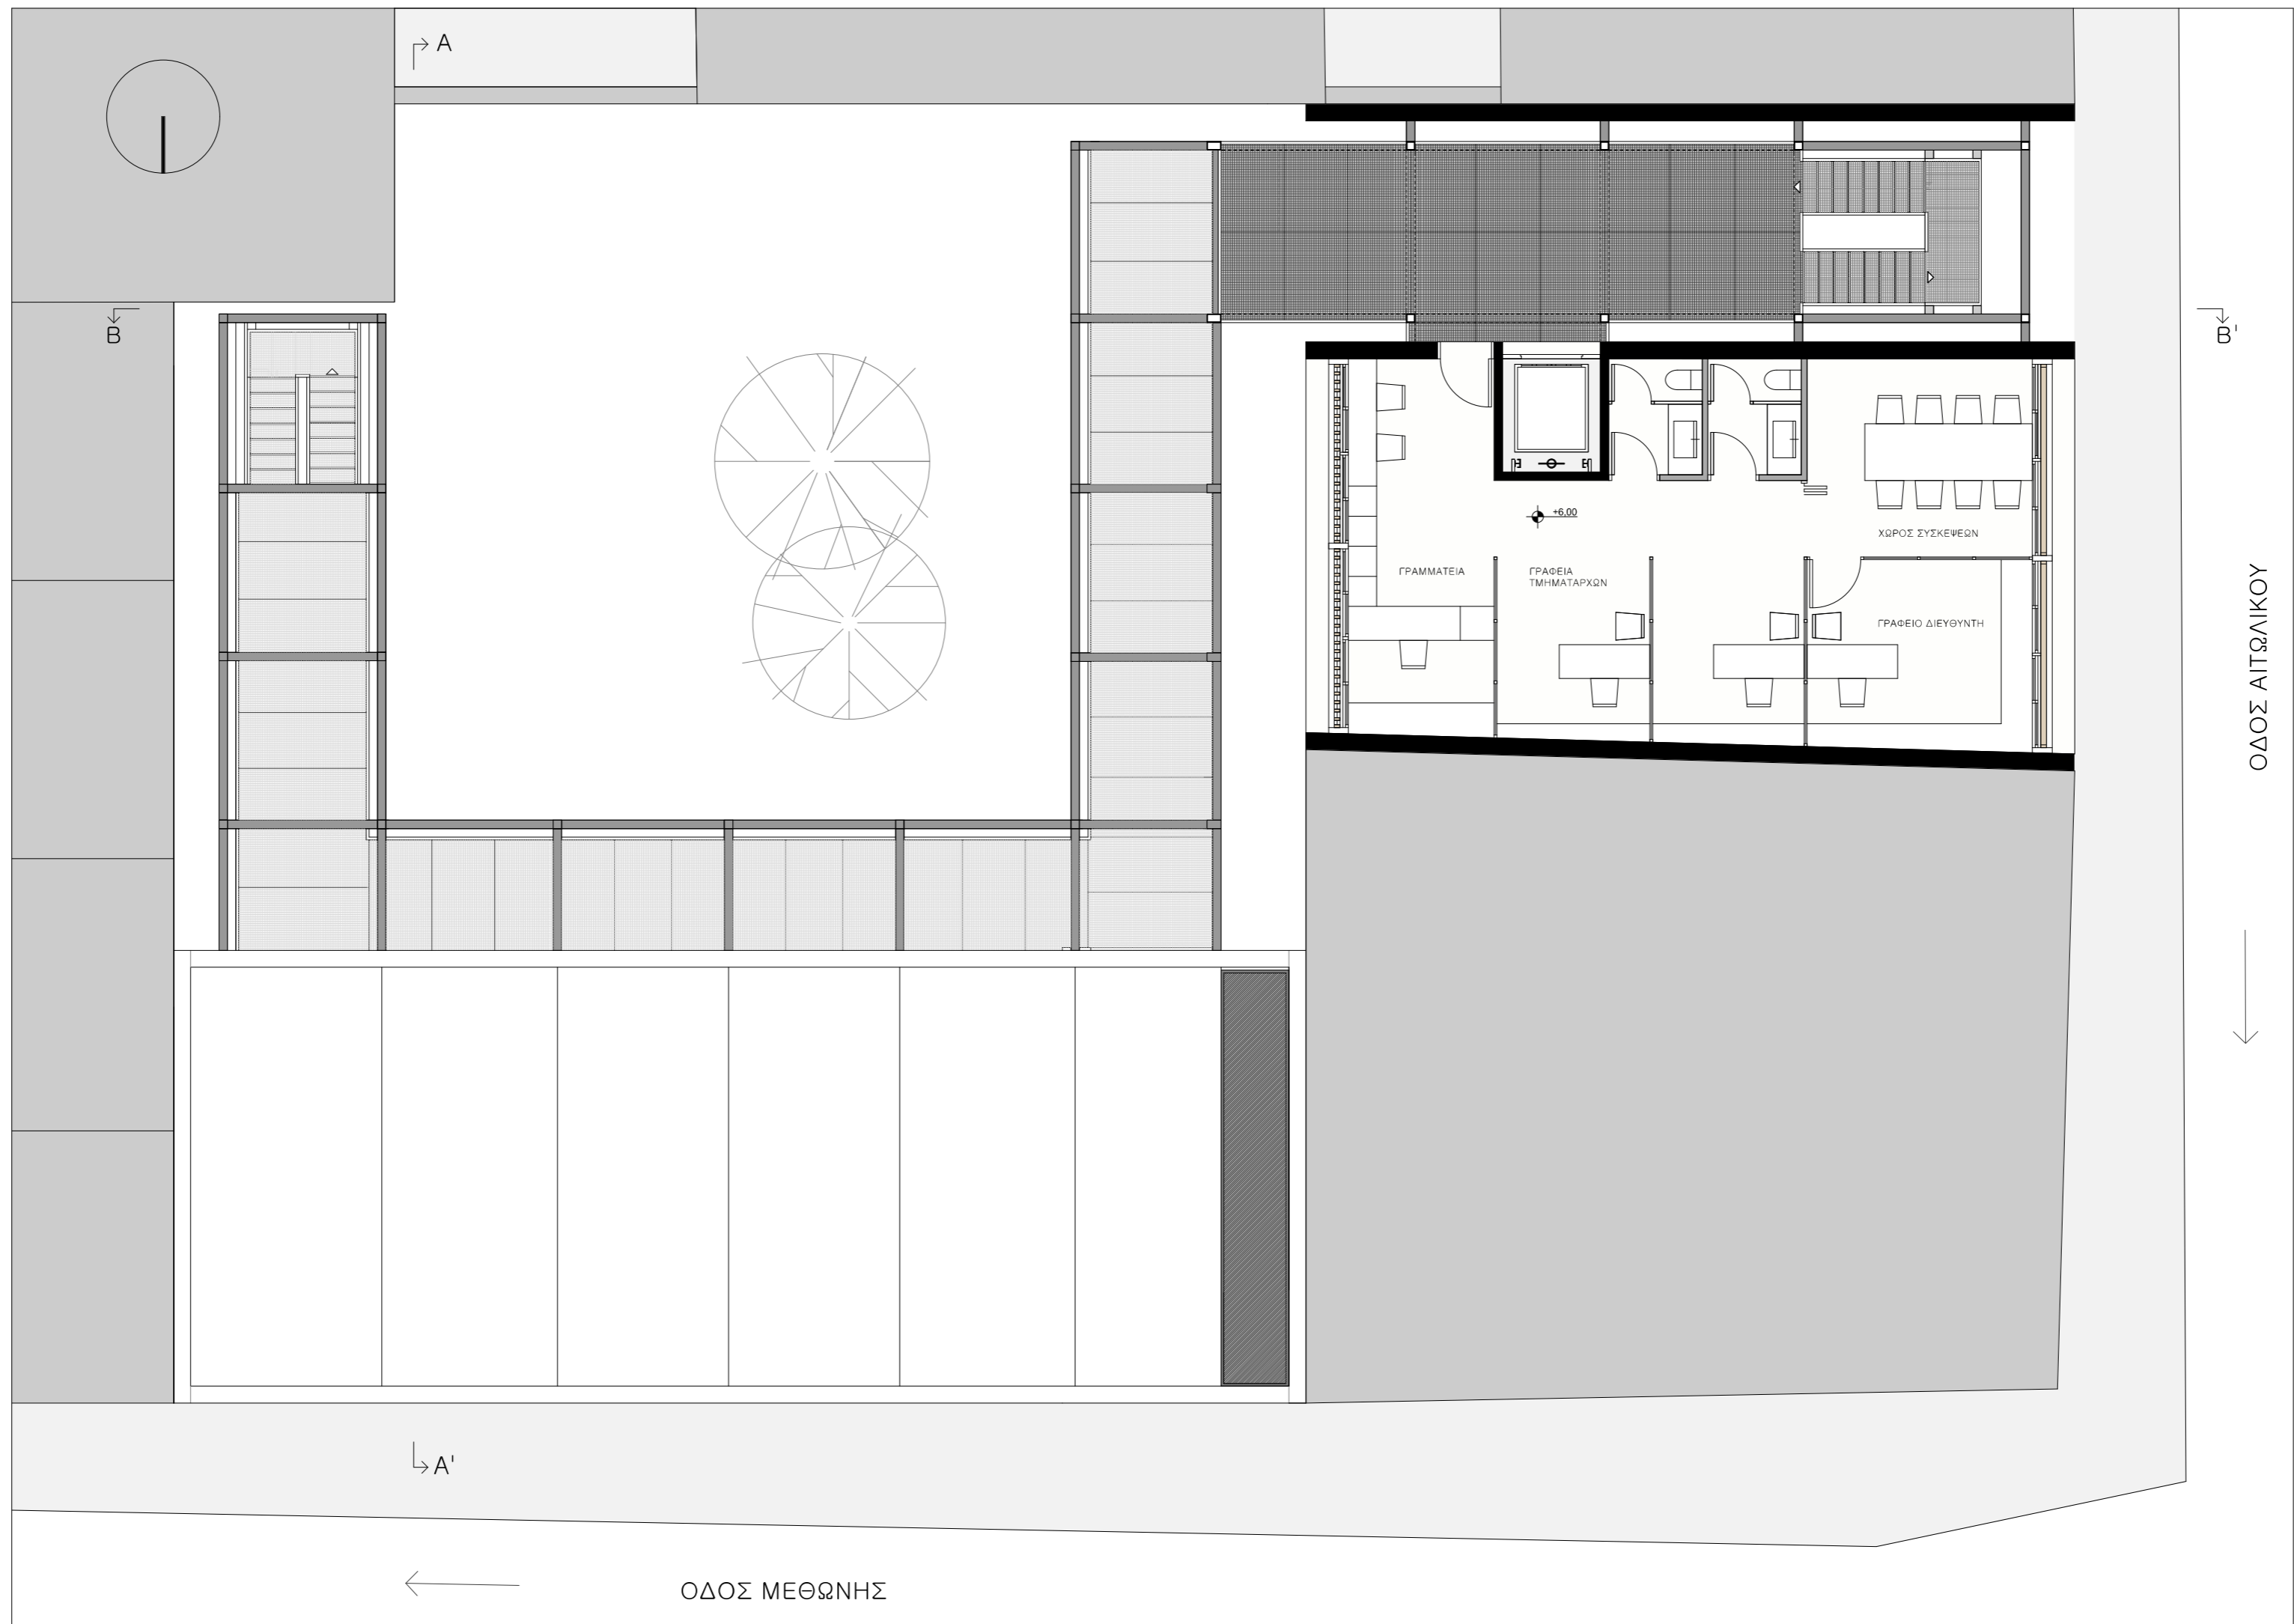 A
B
B'
+6,00
ΧΩΡΟΣ ΣΥΣΚΕΨΕΩΝ
ΓΡΑΜΜΑΤΕΙΑ
ΓΡΑΦΕΙΑ
ΤΜΗΜΑΤΑΡΧΩΝ
ΓΡΑΦΕΙΟ ΔΙΕΥΘΥΝΤΗ
ΟΔΟΣ ΑΙΤΩΛΙΚΟΥ
A'
ΟΔΟΣ ΜΕΘΩΝΗΣ